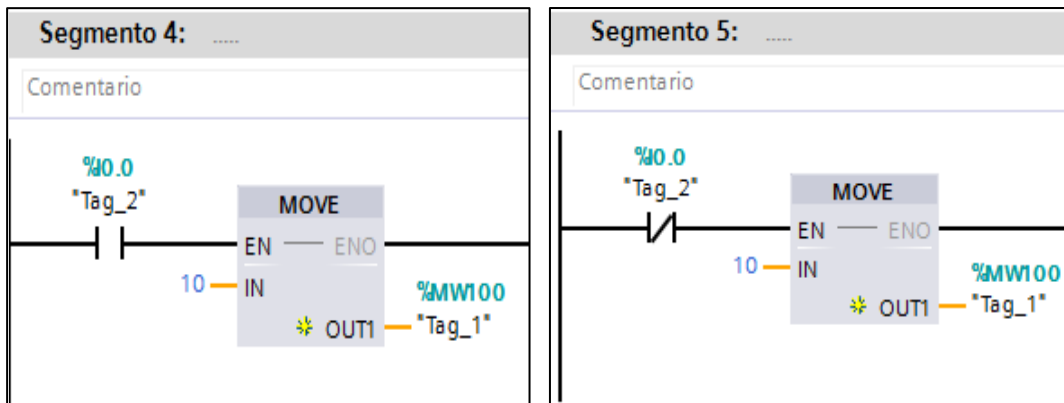 Segmento 4: .....
Comentario
%I0.0
"Tag_2"
MOVE
EN ENO
10 IN
%MW100
OUT1 "Tag_1"
Segmento 5: .....
Comentario
%I0.0
"Tag_2"
MOVE
EN ENO
10 IN
%MW100
OUT1 "Tag_1"